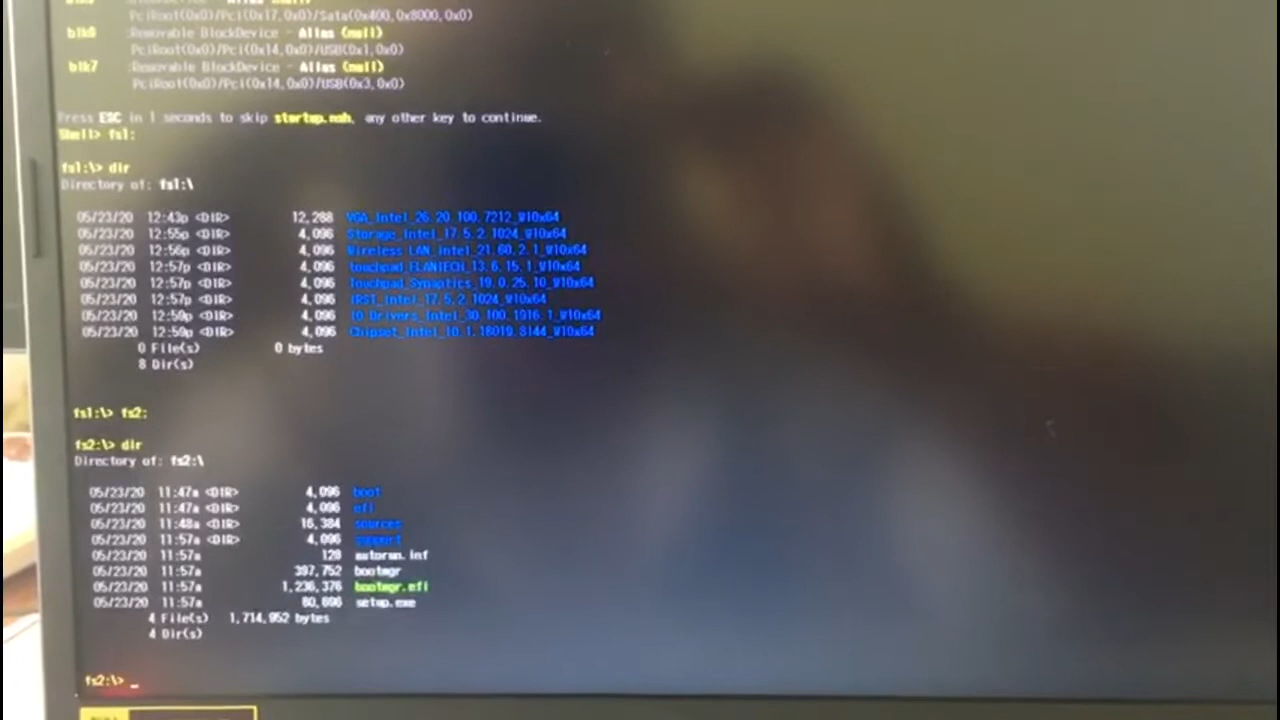 PciRoot(0x0)/Pci(0x17,0x0)/Sata(0x400,0x8000,0x0)
blk6 :Removable BlockDevice - Alias (null)
PciRoot(0x0)/Pci(0x14,0x0)/USB(0x1,0x0)
blk7 :Removable BlockDevice - Alias (null)
PciRoot(0x0)/Pci(0x14,0x0)/USB(0x3,0x0)
Press ESC in 1 seconds to skip startup.nsh, any other key to continue.
Shell> fs1:
fs1:\> dir
Directory of: fs1:\
05/23/20 12:43p <DIR> 12,288 VGA_Intel_26.20.100.7212_W10x64
05/23/20 12:55p <DIR> 4,096 Storage_Intel_17.5.2.1024_W10x64
05/23/20 12:56p <DIR> 4,096 Wireless LAN_intel_21.60.2.1_W10x64
05/23/20 12:57p <DIR> 4,096 touchpad_ELANTECH_13.6.15.1_W10x64
05/23/20 12:57p <DIR> 4,096 Touchpad_Synaptics_19.0.25.10_W10x64
05/23/20 12:57p <DIR> 4,096 iRST_Intel_17.5.2.1024_W10x64
05/23/20 12:59p <DIR> 4,096 IO_Drivers_Intel_30.100.1916.1_W10x64
05/23/20 12:59p <DIR> 4,096 Chipset_Intel_10.1.18019.8144_W10x64
0 File(s) 0 bytes
8 Dir(s)
fs1:\> fs2:
fs2:\> dir
Directory of: fs2:\
05/23/20 11:47a <DIR> 4,096 boot
05/23/20 11:47a <DIR> 4,096 efi
05/23/20 11:48a <DIR> 16,384 sources
05/23/20 11:57a <DIR> 4,096 support
05/23/20 11:57a 128 autorun.inf
05/23/20 11:57a 397,752 bootmgr
05/23/20 11:57a 1,236,376 bootmgr.efi
05/23/20 11:57a 80,696 setup.exe
4 File(s) 1,714,952 bytes
4 Dir(s)
fs2:\> _